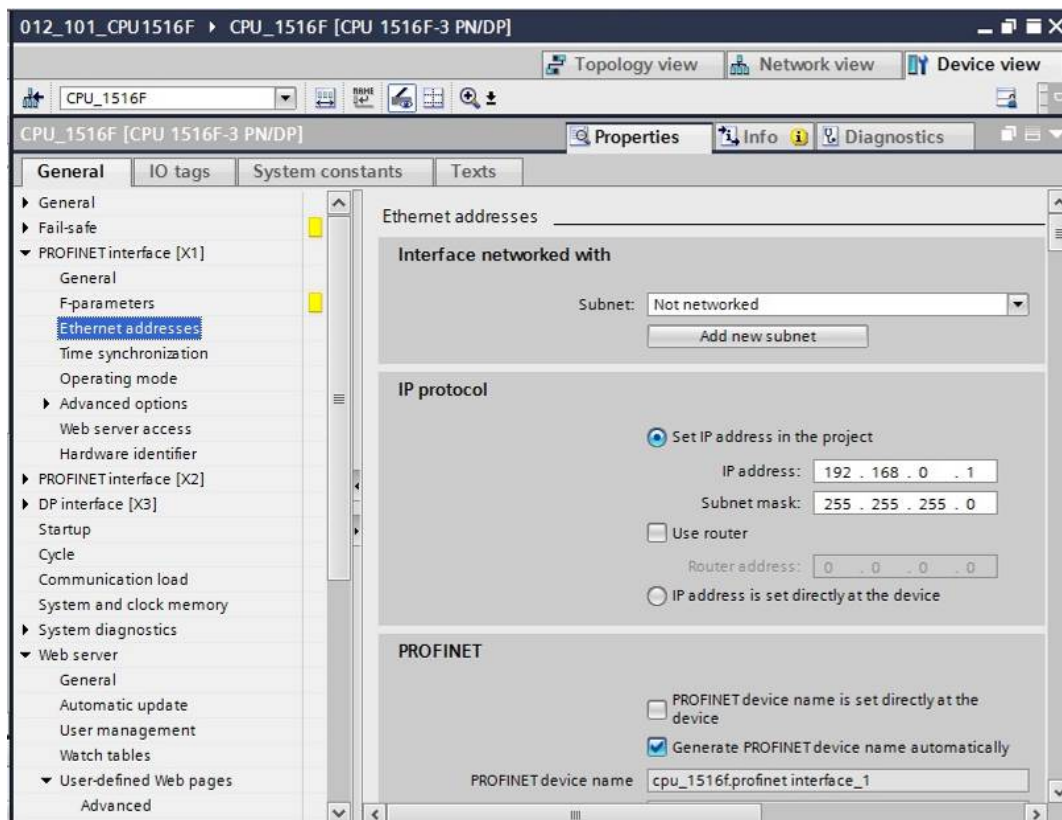 012_101_CPU1516F ▸ CPU_1516F [CPU 1516F-3 PN/DP]
Topology view Network view Device view
CPU_1516F
CPU_1516F [CPU 1516F-3 PN/DP] Properties Info Diagnostics
General IO tags System constants Texts
General
Fail-safe
PROFINET interface [X1]
General
F-parameters
Ethernet addresses
Time synchronization
Operating mode
Advanced options
Web server access
Hardware identifier
PROFINET interface [X2]
DP interface [X3]
Startup
Cycle
Communication load
System and clock memory
System diagnostics
Web server
General
Automatic update
User management
Watch tables
User-defined Web pages
Advanced
Ethernet addresses
Interface networked with
Subnet: Not networked
Add new subnet
IP protocol
Set IP address in the project
IP address: 192 . 168 . 0 . 1
Subnet mask: 255 . 255 . 255 . 0
Use router
Router address: 0 . 0 . 0 . 0
IP address is set directly at the device
PROFINET
PROFINET device name is set directly at the
device
Generate PROFINET device name automatically
PROFINET device name cpu_1516f.profinet interface_1